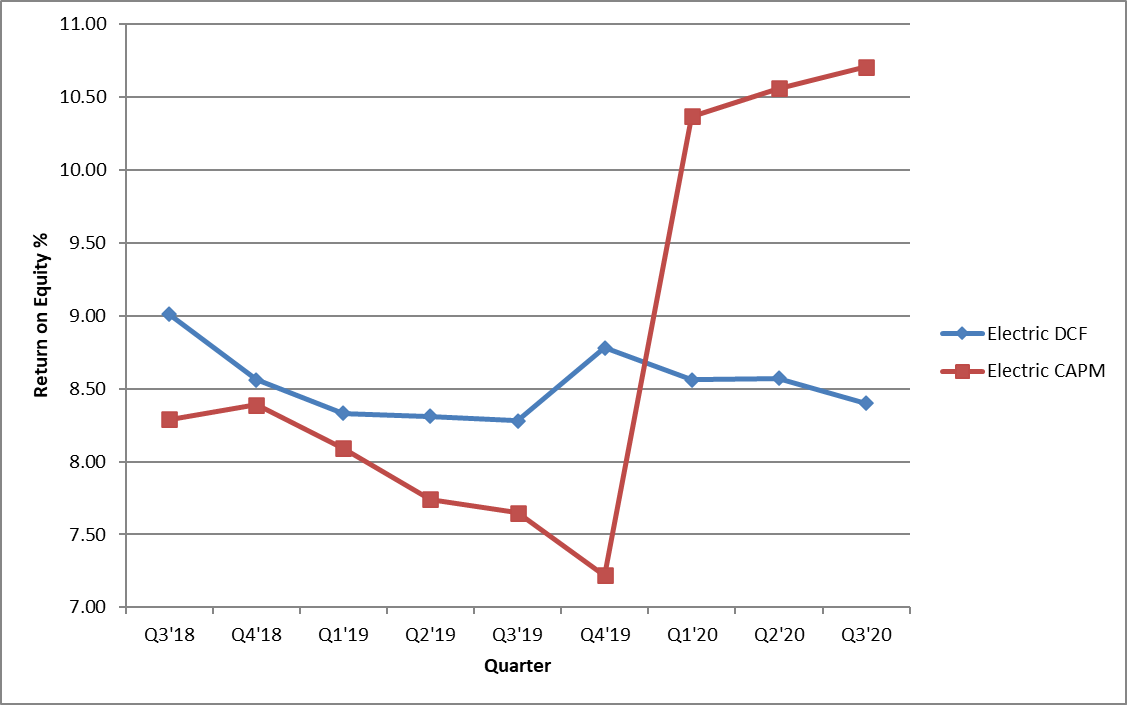 11.00
10.50
10.00
9.50
9.00
8.50
8.00
7.50
7.00
Return on Equity %
Q3'18 Q4'18 Q1'19 Q2'19 Q3'19 Q4'19 Q1'20 Q2'20 Q3'20
Quarter
Electric DCF
Electric CAPM